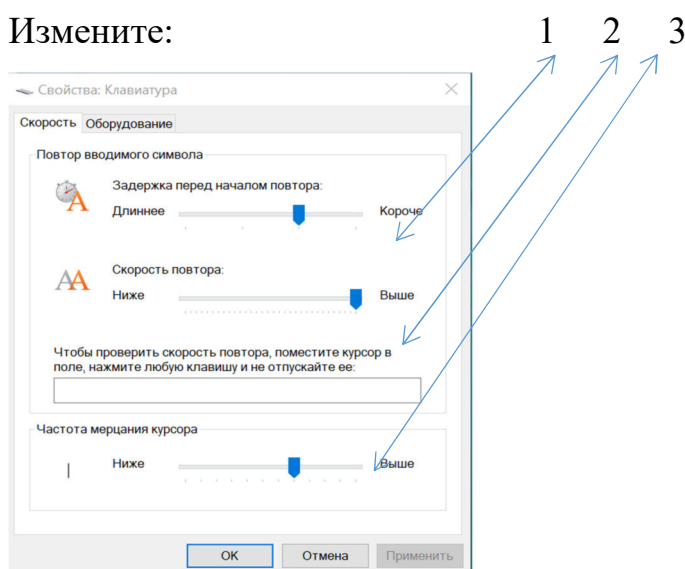 Измените: 1 2 3
Свойства: Клавиатура
Скорость Оборудование
Повтор вводимого символа
Задержка перед началом повтора:
Длиннее Короче
Скорость повтора:
Ниже Выше
Чтобы проверить скорость повтора, поместите курсор в
поле, нажмите любую клавишу и не отпускайте ее:
Частота мерцания курсора
Ниже Выше
ОК Отмена Применить